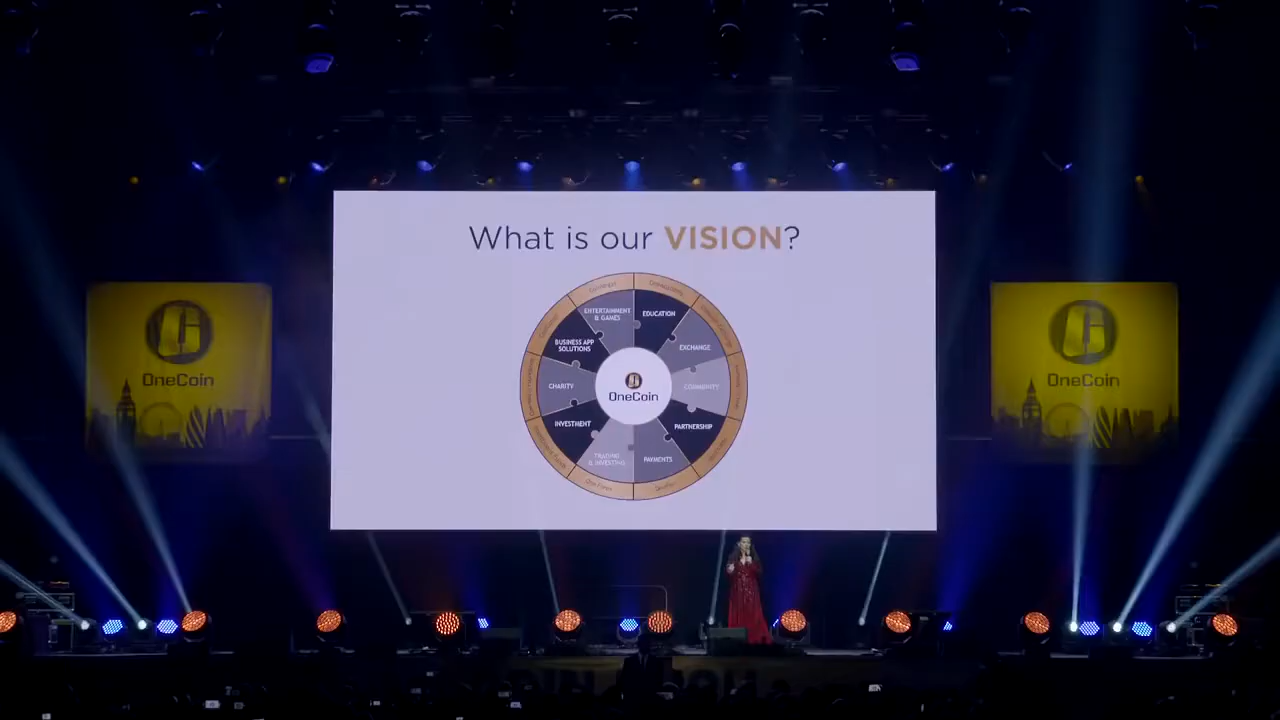 What is our VISION?
ENTERTAINMENT
& GAMES
EDUCATION
BUSINESS APP
SOLUTIONS
EXCHANGE
CHARITY
COMMUNITY
INVESTMENT
PARTNERSHIP
TRADING
& INVESTING
PAYMENTS
OneCoin
OneCoin
OneCoin